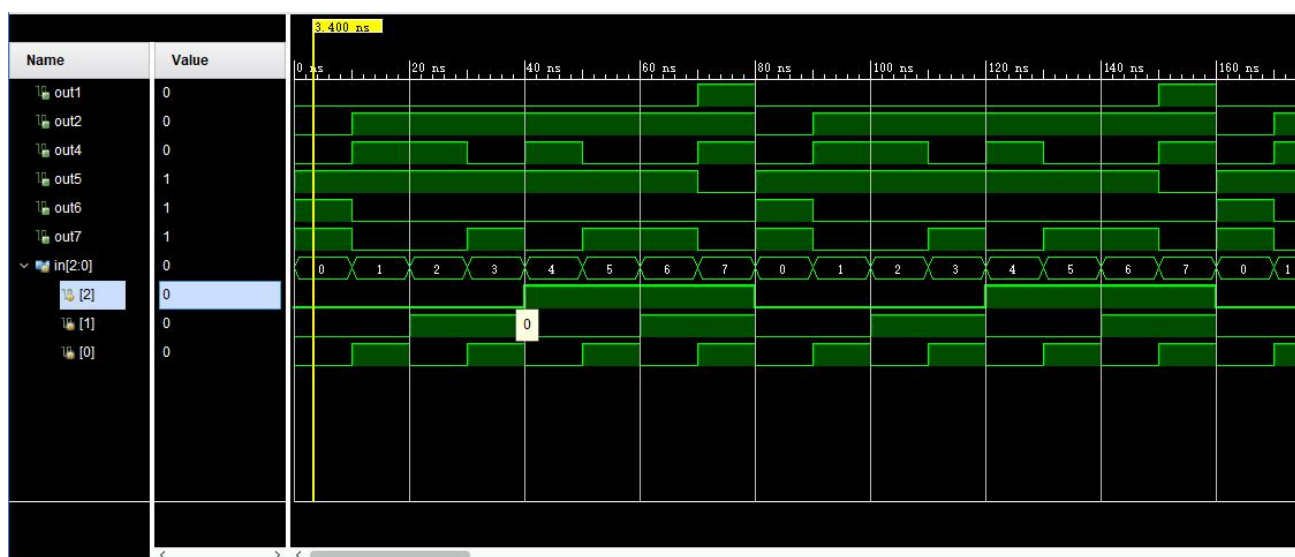 3.400 ns
Name Value
0 ns 20 ns 40 ns 60 ns 80 ns 100 ns 120 ns 140 ns 160 ns
out1 0
out2 0
out4 0
out5 1
out6 1
out7 1
in[2:0] 0 0 1 2 3 4 5 6 7 0 1 2 3 4 5 6 7 0 1
[2] 0
[1] 0 0
[0] 0